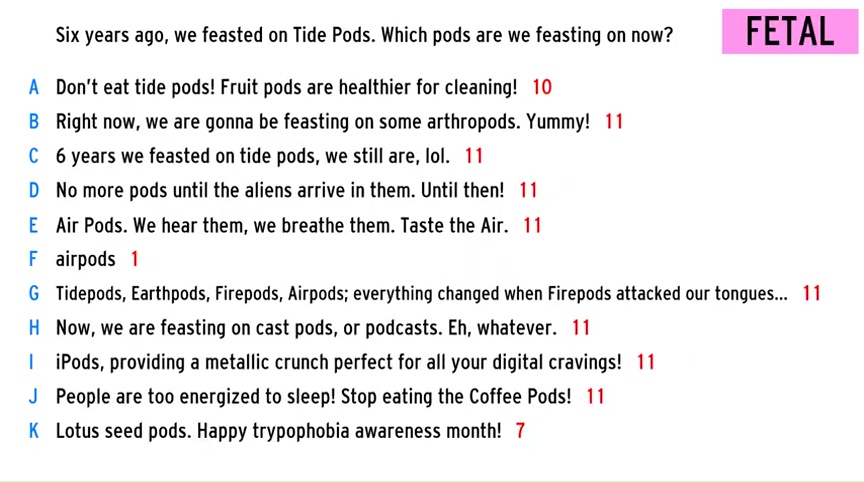 Six years ago, we feasted on Tide Pods. Which pods are we feasting on now?
FETAL
A Don't eat tide pods! Fruit pods are healthier for cleaning! 10
B Right now, we are gonna be feasting on some arthropods. Yummy! 11
C 6 years we feasted on tide pods, we still are, lol. 11
D No more pods until the aliens arrive in them. Until then! 11
E Air Pods. We hear them, we breathe them. Taste the Air. 11
F airpods 1
G Tidepods, Earthpods, Firepods, Airpods; everything changed when Firepods attacked our tongues... 11
H Now, we are feasting on cast pods, or podcasts. Eh, whatever. 11
I iPods, providing a metallic crunch perfect for all your digital cravings! 11
J People are too energized to sleep! Stop eating the Coffee Pods! 11
K Lotus seed pods. Happy trypophobia awareness month! 7